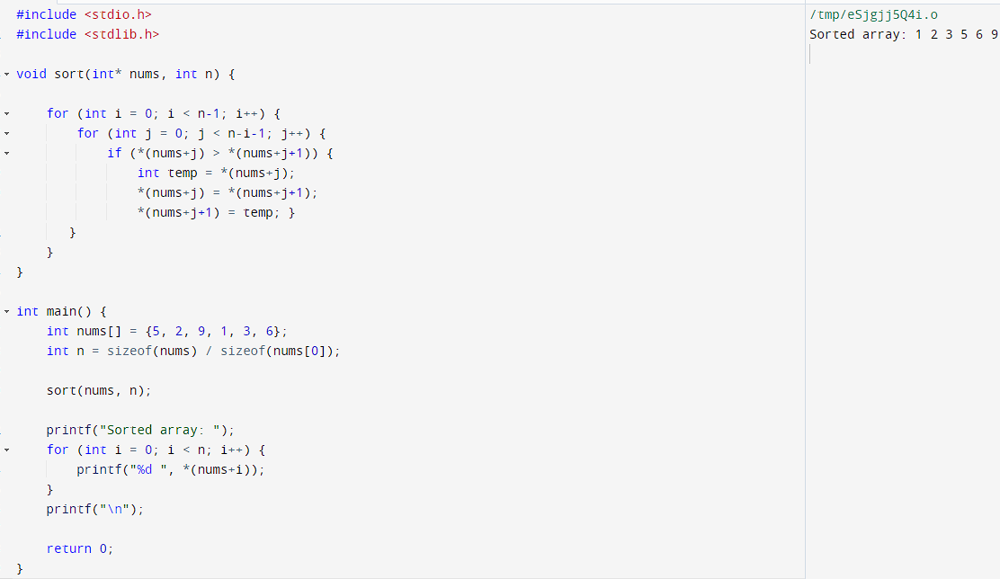 #include <stdio.h>
#include <stdlib.h>
void sort(int* nums, int n) {
for (int i = 0; i < n-1; i++) {
for (int j = 0; j < n-i-1; j++) {
if (*(nums+j) > *(nums+j+1)) {
int temp = *(nums+j);
*(nums+j) = *(nums+j+1);
*(nums+j+1) = temp; }
}
}
}
int main() {
int nums[] = {5, 2, 9, 1, 3, 6};
int n = sizeof(nums) / sizeof(nums[0]);
sort(nums, n);
printf("Sorted array: ");
for (int i = 0; i < n; i++) {
printf("%d ", *(nums+i));
}
printf("\n");
return 0;
}
/tmp/eSjgjj5Q4i.o
Sorted array: 1 2 3 5 6 9